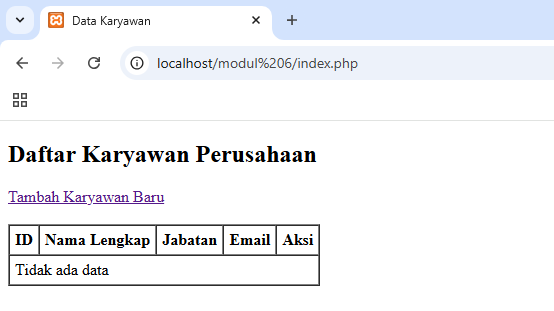 Data Karyawan
localhost/modul%206/index.php
Daftar Karyawan Perusahaan
Tambah Karyawan Baru
ID Nama Lengkap Jabatan Email Aksi
Tidak ada data